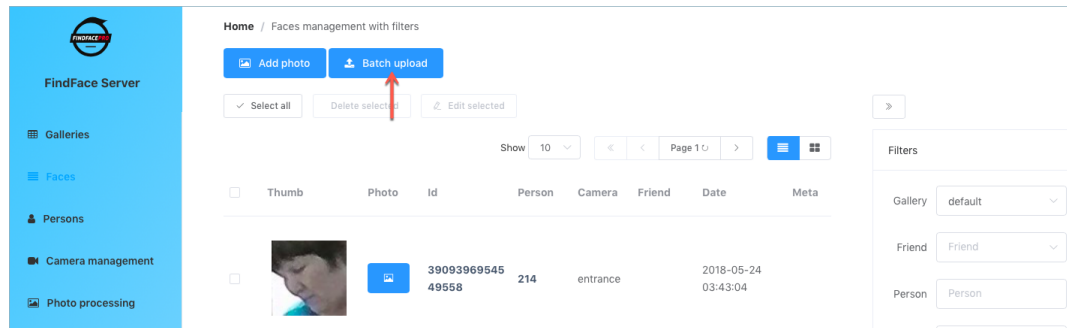 FINDFACE PRO
FindFace Server
Galleries
Faces
Persons
Camera management
Photo processing
Home / Faces management with filters
Add photo
Batch upload
Select all
Delete selected
Edit selected
Show 10
Page 1
Filters
Thumb Photo Id Person Camera Friend Date Meta
39093969545
49558
214
entrance
2018-05-24
03:43:04
Gallery default
Friend Friend
Person Person